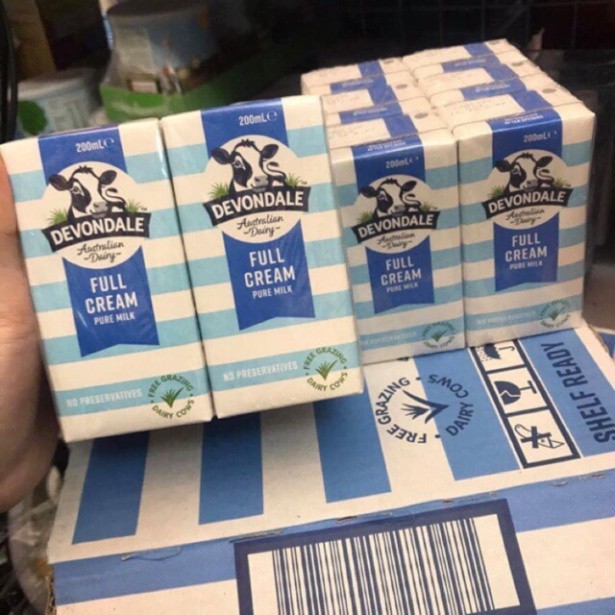 200mL e
DEVONDALE
Australian
Dairy
FULL
CREAM
PURE MILK
NO PRESERVATIVES
FREE GRAZING
DAIRY COWS
200mL e
DEVONDALE
Australian
Dairy
FULL
CREAM
PURE MILK
NO PRESERVATIVES
FREE GRAZING
DAIRY COWS
200mL e
DEVONDALE
Australian
Dairy
FULL
CREAM
PURE MILK
200mL e
DEVONDALE
Australian
Dairy
FULL
CREAM
PURE MILK
NO PRESERVATIVES
FREE GRAZING
DAIRY COWS
SHELF READY